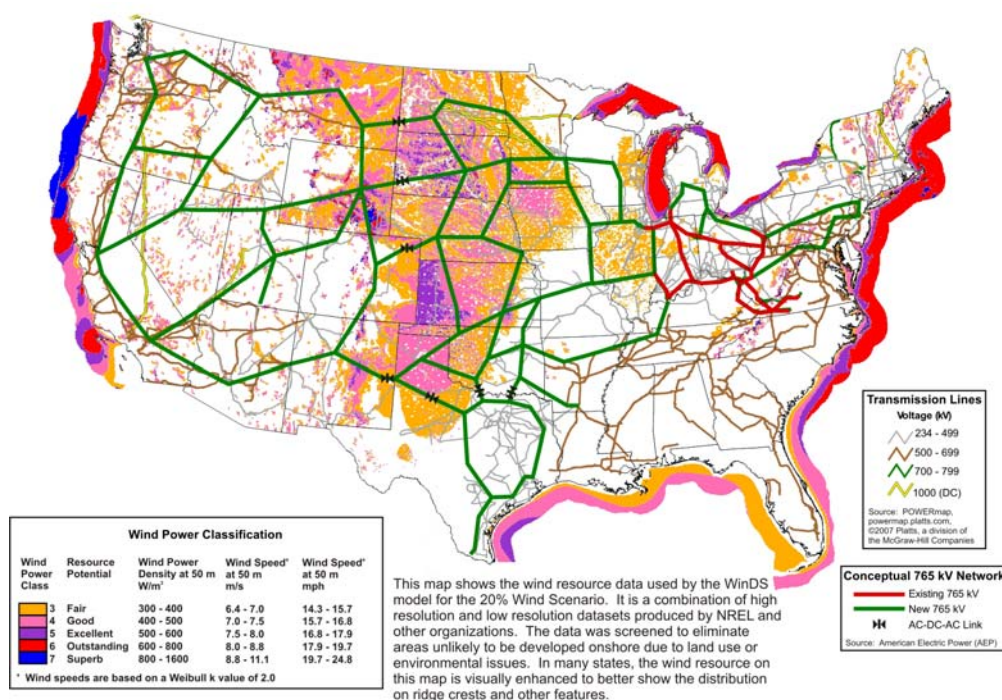 Transmission Lines
Voltage (kV)
234 - 499
500 - 699
700 - 799
1000 (DC)
Source: POWERmap,
powermap.platts.com,
©2007 Platts, a division of
the McGraw-Hill Companies
Wind Power Classification
Wind Power Class Resource Potential Wind Power Density at 50 m W/m² Wind Speedᵃ at 50 m m/s Wind Speedᵃ at 50 m mph
3 Fair 300 - 400 6.4 - 7.0 14.3 - 15.7
4 Good 400 - 500 7.0 - 7.5 15.7 - 16.8
5 Excellent 500 - 600 7.5 - 8.0 16.8 - 17.9
6 Outstanding 600 - 800 8.0 - 8.8 17.9 - 19.7
7 Superb 800 - 1600 8.8 - 11.1 19.7 - 24.8
ᵃ Wind speeds are based on a Weibull k value of 2.0
This map shows the wind resource data used by the WinDS
model for the 20% Wind Scenario. It is a combination of high
resolution and low resolution datasets produced by NREL and
other organizations. The data was screened to eliminate
areas unlikely to be developed onshore due to land use or
environmental issues. In many states, the wind resource on
this map is visually enhanced to better show the distribution
on ridge crests and other features.
Conceptual 765 kV Network
Existing 765 kV
New 765 kV
AC-DC-AC Link
Source: American Electric Power (AEP)